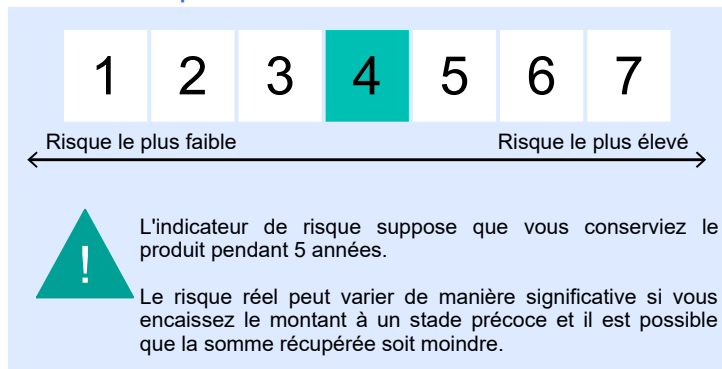 1 2 3 4 5 6 7
Risque le plus faible Risque le plus élevé
L'indicateur de risque suppose que vous conserviez le
produit pendant 5 années.
!
Le risque réel peut varier de manière significative si vous
encaissez le montant à un stade précoce et il est possible
que la somme récupérée soit moindre.